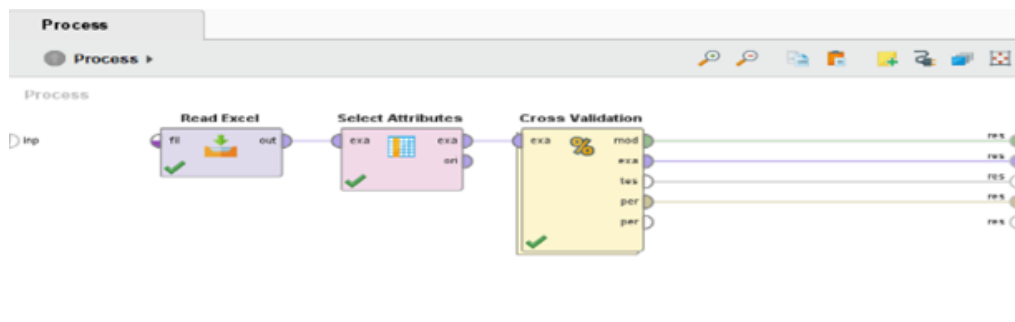 Process
Process
Process
Read Excel
Select Attributes
Cross Validation
inp
fil
out
exa
exa
ori
exa
mod
exa
tes
per
per
res
res
res
res
res